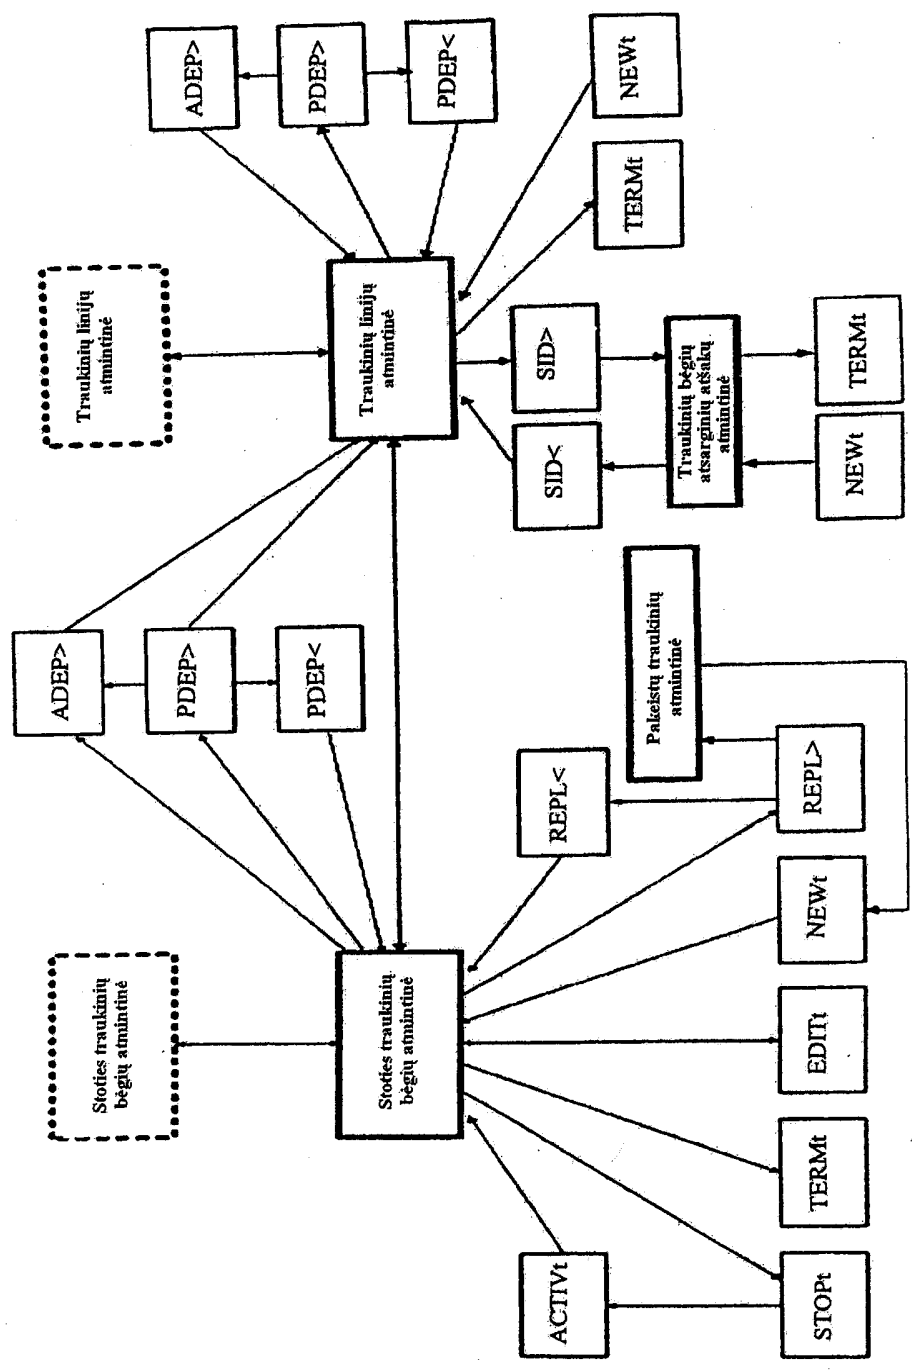 ADEP>
Stoties traukinių
bėgių atmintinė
Traukinių linijų
atmintinė
PDEP>
ADEP>
PDEP<
PDEP>
Stoties traukinių
bėgių atmintinė
Traukinių linijų
atmintinė
PDEP<
ACTIVt
REPL<
SID<
SID>
TERMt
NEWt
Pakeistų traukinių
atmintinė
Traukinių bėgių
atsarginių atšakų
atmintinė
STOPt
TERMt
EDITt
NEWt
REPL>
NEWt
TERMt